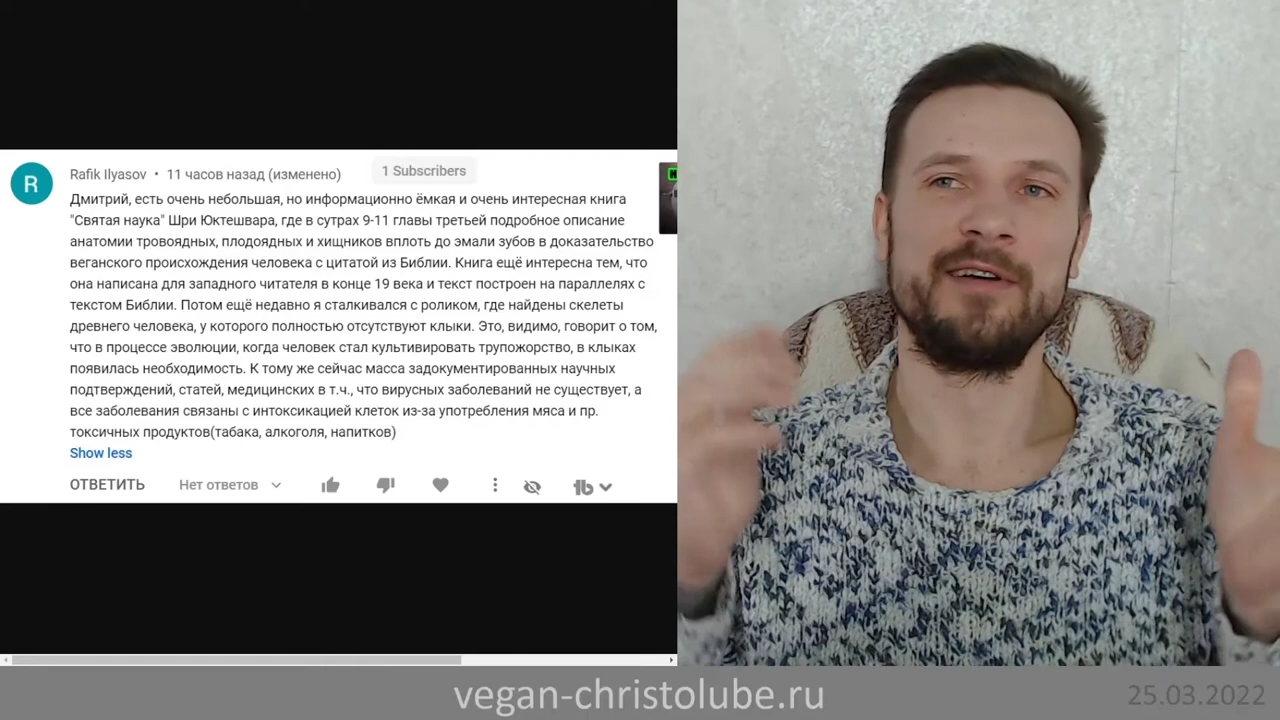 R
Rafik Ilyasov • 11 часов назад (изменено)
1 Subscribers
Дмитрий, есть очень небольшая, но информационно ёмкая и очень интересная книга
"Святая наука" Шри Юктешвара, где в сутрах 9-11 главы третьей подробное описание
анатомии тровоядных, плодоядных и хищников вплоть до эмали зубов в доказательство
веганского происхождения человека с цитатой из Библии. Книга ещё интересна тем, что
она написана для западного читателя в конце 19 века и текст построен на параллелях с
текстом Библии. Потом ещё недавно я сталкивался с роликом, где найдены скелеты
древнего человека, у которого полностью отсутствуют клыки. Это, видимо, говорит о том,
что в процессе эволюции, когда человек стал культивировать трупожорство, в клыках
появилась необходимость. К тому же сейчас масса задокументированных научных
подтверждений, статей, медицинских в т.ч., что вирусных заболеваний не существует, а
все заболевания связаны с интоксикацией клеток из-за употребления мяса и пр.
токсичных продуктов(табака, алкоголя, напитков)
Show less
ОТВЕТИТЬ Нет ответов
vegan-christolube.ru
25.03.2022